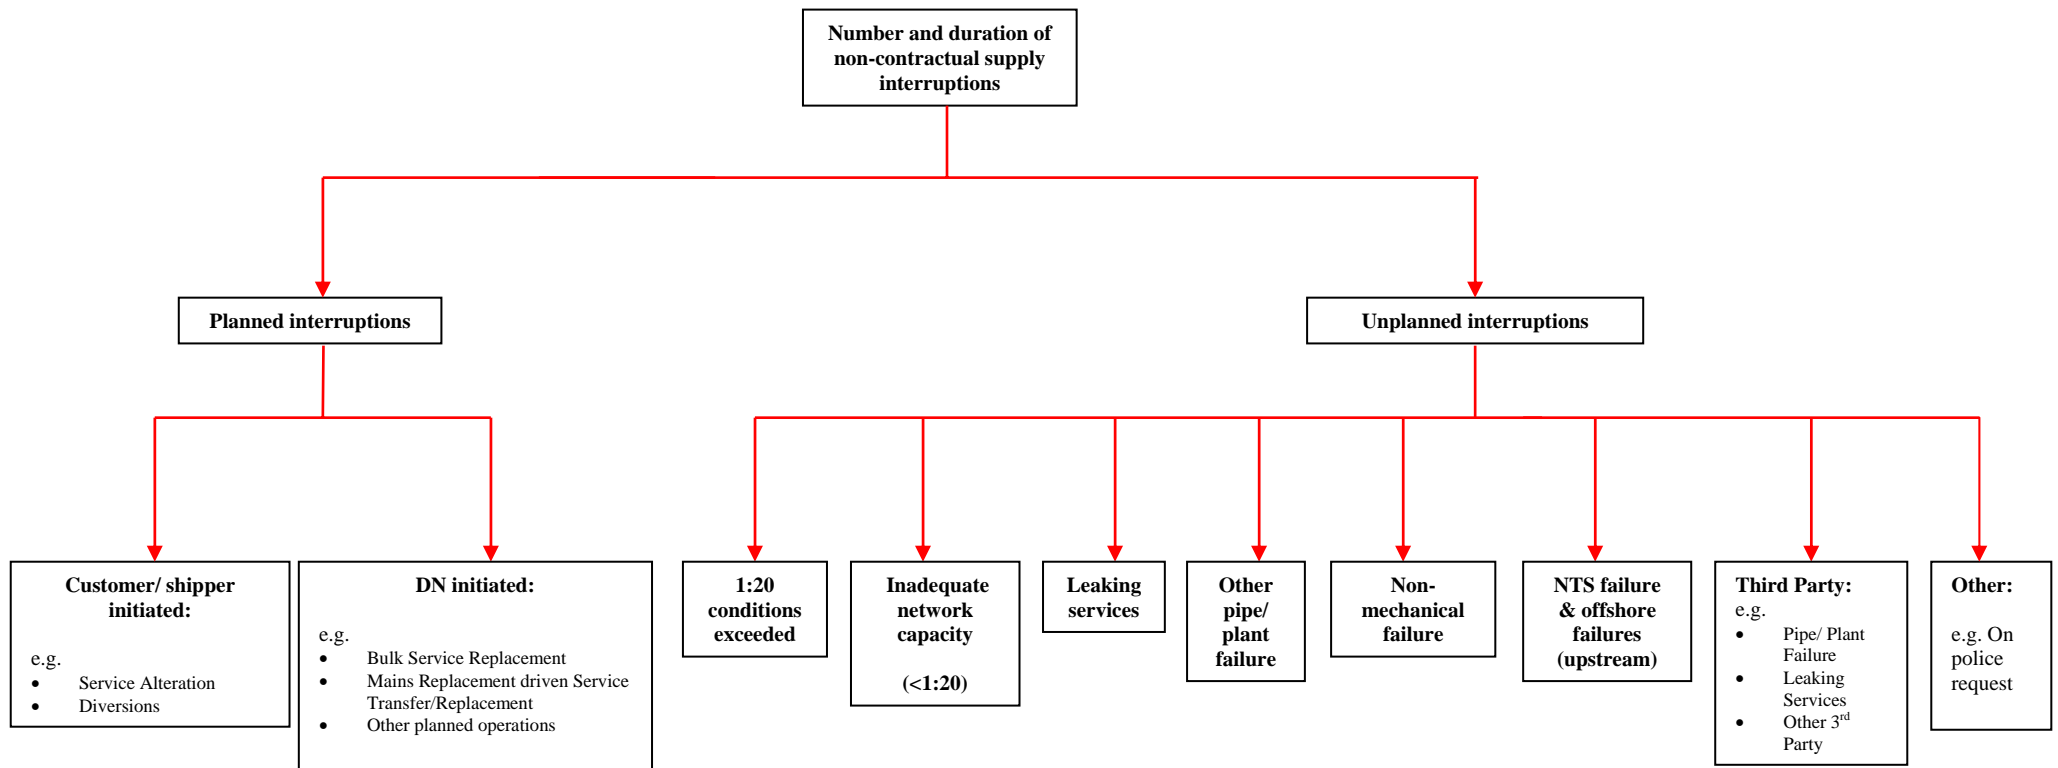 Number and duration of
non-contractual supply
interruptions
Planned interruptions
Unplanned interruptions
Customer/ shipper
initiated:
e.g.
• Service Alteration
• Diversions
DN initiated:
e.g.
• Bulk Service Replacement
• Mains Replacement driven Service
Transfer/Replacement
• Other planned operations
1:20
conditions
exceeded
Inadequate
network
capacity
(<1:20)
Leaking
services
Other
pipe/
plant
failure
Non-
mechanical
failure
NTS failure
& offshore
failures
(upstream)
Third Party:
e.g.
• Pipe/ Plant
Failure
• Leaking
Services
• Other 3rd
Party
Other:
e.g. On
police
request